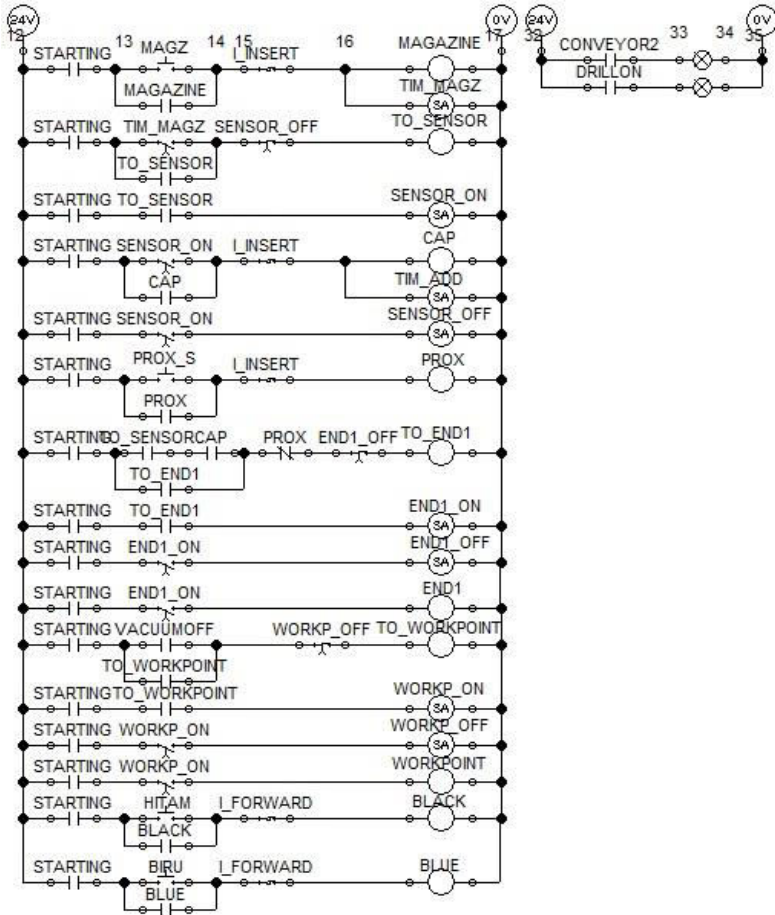 24V 0V 24V 0V
12 13 14 15 16 17 32 33 34 35
STARTING MAGZ I_INSERT MAGAZINE
CONVEYOR2
DRILLON
MAGAZINE TIM_MAGZ
SA
STARTING TIM_MAGZ SENSOR_OFF TO_SENSOR
TO_SENSOR
STARTING TO_SENSOR SENSOR_ON
SA
STARTING SENSOR_ON I_INSERT CAP
CAP TIM_ADD
SA
STARTING SENSOR_ON SENSOR_OFF
SA
STARTING PROX_S I_INSERT PROX
PROX
STARTING TO_SENSOR CAP PROX END1_OFF TO_END1
TO_END1
STARTING TO_END1 END1_ON
SA
STARTING END1_ON END1_OFF
SA
STARTING END1_ON END1
STARTING VACUUMOFF WORKP_OFF TO_WORKPOINT
TO_WORKPOINT
STARTING TO_WORKPOINT WORKP_ON
SA
STARTING WORKP_ON WORKP_OFF
SA
STARTING WORKP_ON WORKPOINT
STARTING HITAM I_FORWARD BLACK
BLACK
STARTING BIRU I_FORWARD BLUE
BLUE